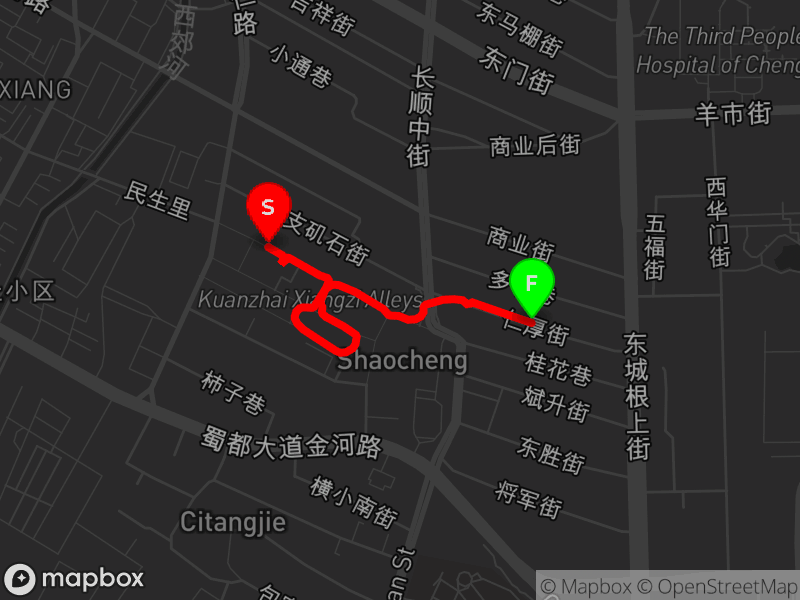 路
吉祥街
东马棚街
西郊河
仁路
小通巷
东门街
The Third People
Hospital of Cheng
XIANG
长顺中街
羊市街
商业后街
民生里
S
支矶石街
西华门街
五福街
商业街
F
小区
Kuanzhai Xiangzi Alleys
仁厚街
Shaocheng
桂花巷
东城根上街
柿子巷
斌升街
蜀都大道金河路
东胜街
横小南街
将军街
Citangjie
an St
mapbox
© Mapbox © OpenStreetMap